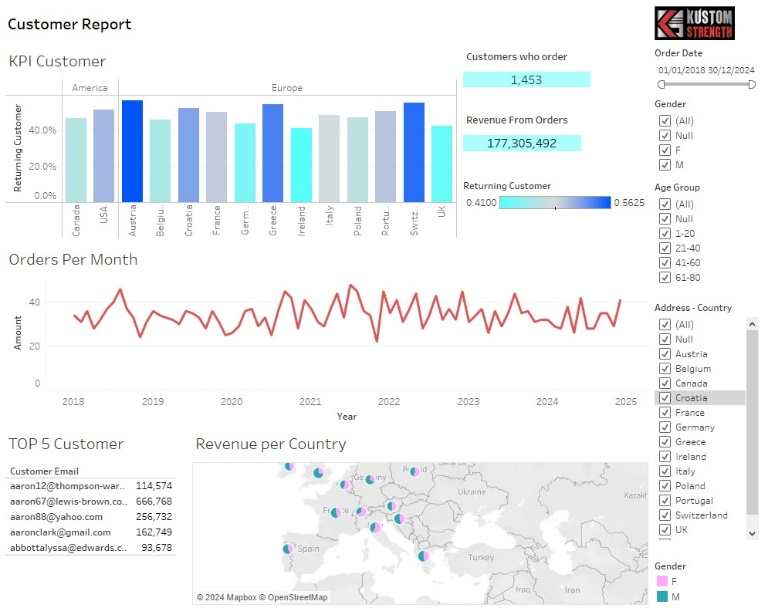 Customer Report
KUSTOM
STRENGTH
KPI Customer
America
Europe
Returning Customer
40.0%
20.0%
0.0%
Canada
USA
Austria
Belgiu..
Croatia
France
Germ..
Greece
Ireland
Italy
Poland
Portu..
Switz..
UK
Customers who order
1,453
Revenue From Orders
177,305,492
Returning Customer
0.4100
0.5625
Order Date
01/01/2018 30/12/2024
Gender
(All)
Null
F
M
Age Group
(All)
Null
1-20
21-40
41-60
61-80
Address - Country
(All)
Null
Austria
Belgium
Canada
Croatia
France
Germany
Greece
Ireland
Italy
Poland
Portugal
Switzerland
UK
Gender
F
M
Orders Per Month
Amount
40
20
0
2018
2019
2020
2021
2022
2023
2024
2025
Year
TOP 5 Customer
Customer Email
aaron12@thompson-war.. 114,574
aaron67@lewis-brown.co.. 666,768
aaron88@yahoo.com 256,732
aaronclark@gmail.com 162,749
abbottalyssa@edwards.c.. 93,678
Revenue per Country
Ukraine
Kazakh
Spain
Turkey
Iraq
Iran
© 2024 Mapbox © OpenStreetMap